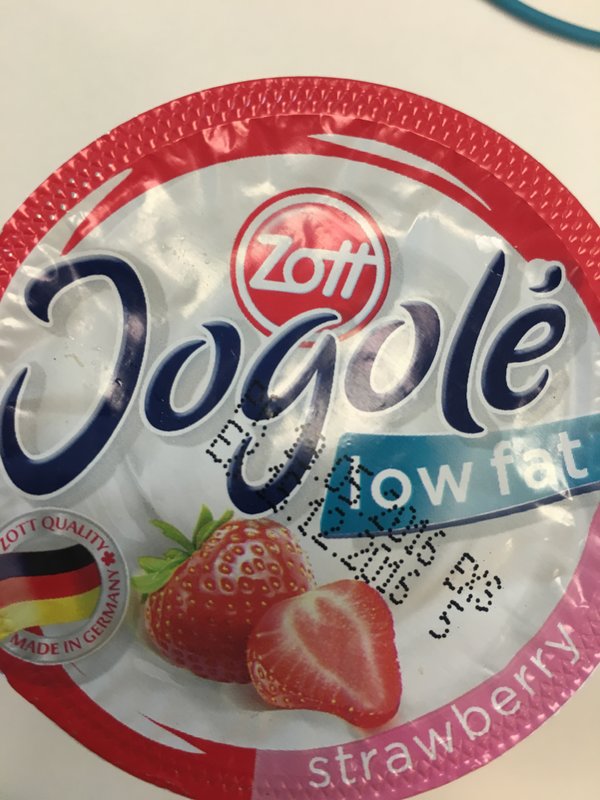 Zott
Jogolé
low fat
ZOTT QUALITY
MADE IN GERMANY
strawberry